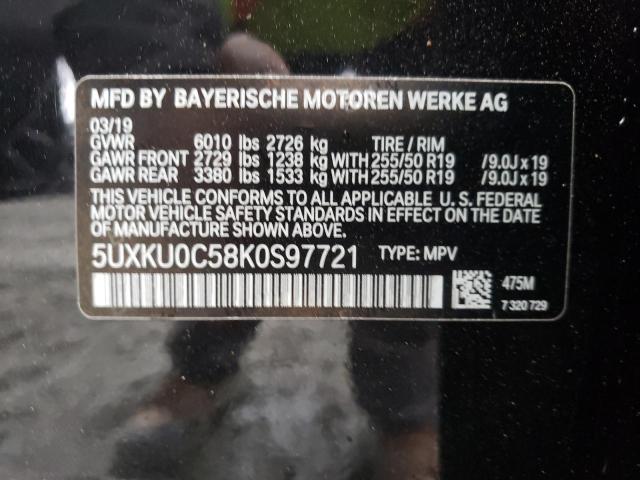 MFD BY BAYERISCHE MOTOREN WERKE AG
03/19
GVWR 6010 lbs 2726 kg TIRE / RIM
GAWR FRONT 2729 lbs 1238 kg WITH 255/50 R19 /9.0J x 19
GAWR REAR 3380 lbs 1533 kg WITH 255/50 R19 /9.0J x 19
THIS VEHICLE CONFORMS TO ALL APPLICABLE U. S. FEDERAL
MOTOR VEHICLE SAFETY STANDARDS IN EFFECT ON THE DATE OF
MANUFACTURE SHOWN ABOVE.
5UXKU0C58K0S97721 TYPE: MPV
475M
7 320 729